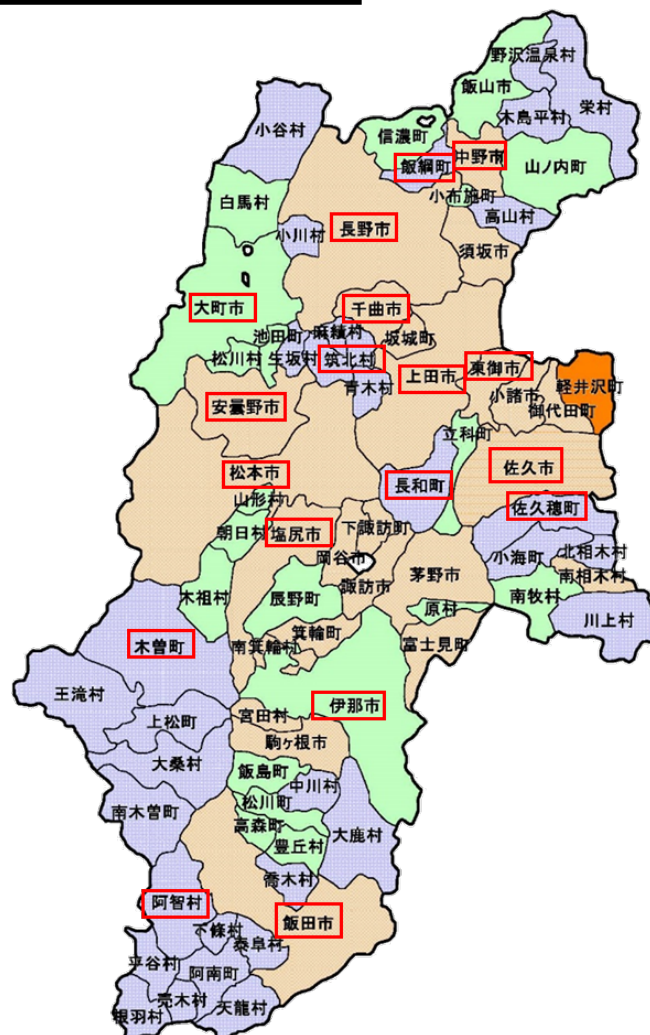 野沢温泉村
飯山市
栄村
木島平村
小谷村
信濃町
飯綱町
中野市
山ノ内町
白馬村
小布施町
高山村
小川村
長野市
須坂市
大町市
千曲市
池田町
麻績村
坂城町
松川村
生坂村
筑北村
青木村
上田市
東御市
小諸市
軽井沢町
御代田町
安曇野市
立科町
松本市
佐久市
長和町
山形村
佐久穂町
朝日村
塩尻市
下諏訪町
岡谷市
小海町
北相木村
南相木村
茅野市
諏訪市
木祖村
辰野町
原村
南牧村
川上村
木曽町
南箕輪村
箕輪町
富士見町
王滝村
上松町
宮田村
伊那市
駒ヶ根市
大桑村
飯島町
中川村
南木曽町
松川町
高森町
大鹿村
豊丘村
喬木村
阿智村
飯田市
下條村
泰阜村
平谷村
阿南町
売木村
天龍村
根羽村